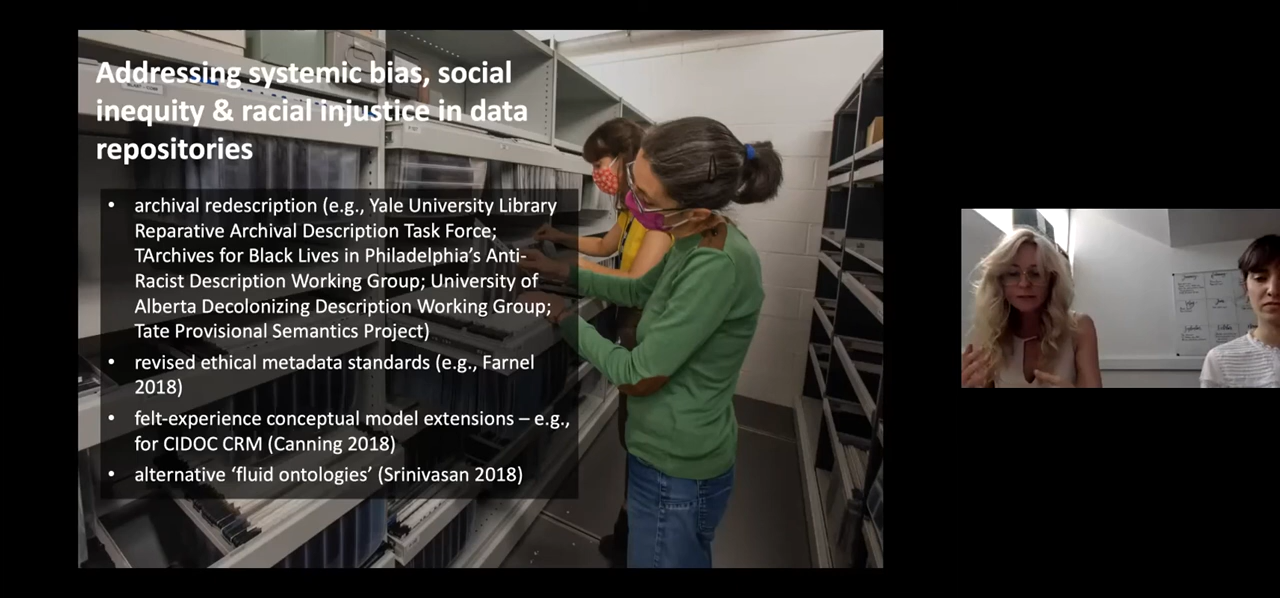 Addressing systemic bias, social
inequity & racial injustice in data
repositories
• archival redescription (e.g., Yale University Library
Reparative Archival Description Task Force;
TArchives for Black Lives in Philadelphia's Anti-
Racist Description Working Group; University of
Alberta Decolonizing Description Working Group;
Tate Provisional Semantics Project)
• revised ethical metadata standards (e.g., Farnel
2018)
• felt-experience conceptual model extensions – e.g.,
for CIDOC CRM (Canning 2018)
• alternative 'fluid ontologies' (Srinivasan 2018)